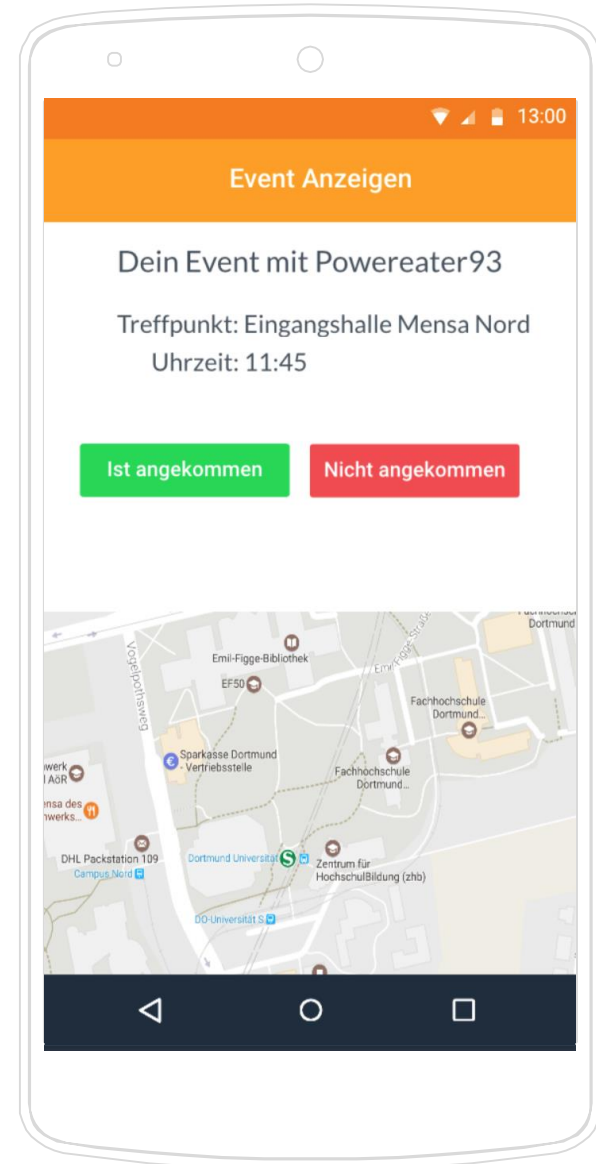 13:00
Event Anzeigen
Dein Event mit Powereater93
Treffpunkt: Eingangshalle Mensa Nord
Uhrzeit: 11:45
Ist angekommen
Nicht angekommen
Dortmund
Vogelpothsweg
Emil-Figge-Bibliothek
EF50
Fachhochschule
Dortmund...
Sparkasse Dortmund
- Vertriebsstelle
Fachhochschule
Dortmund...
AöR
DHL Packstation 109
Campus Nord
Dortmund Universität
S
Zentrum für
HochschulBildung (zhb)
DO-Universität S